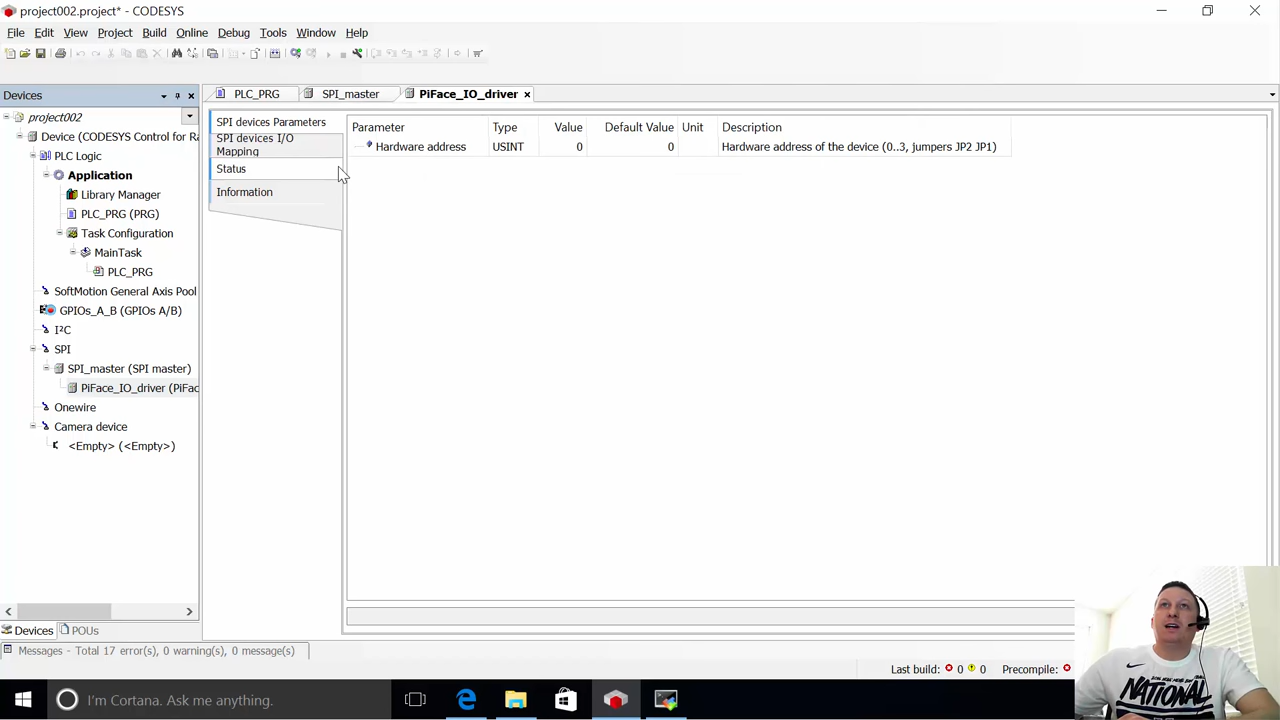 project002.project* - CODESYS
File Edit View Project Build Online Debug Tools Window Help
Devices
PLC_PRG
SPI_master
PiFace_IO_driver
project002
Device (CODESYS Control for Ra
PLC Logic
Application
Library Manager
PLC_PRG (PRG)
Task Configuration
MainTask
PLC_PRG
SoftMotion General Axis Pool
GPIOs_A_B (GPIOs A/B)
I²C
SPI
SPI_master (SPI master)
PiFace_IO_driver (PiFac
Onewire
Camera device
<Empty> (<Empty>)
Devices
POUs
SPI devices Parameters
SPI devices I/O
Mapping
Status
Information
Parameter Type Value Default Value Unit Description
Hardware address USINT 0 0 Hardware address of the device (0..3, jumpers JP2 JP1)
Messages - Total 17 error(s), 0 warning(s), 0 message(s)
Last build: 0 0 Precompile:
I'm Cortana. Ask me anything.
NATIONAL